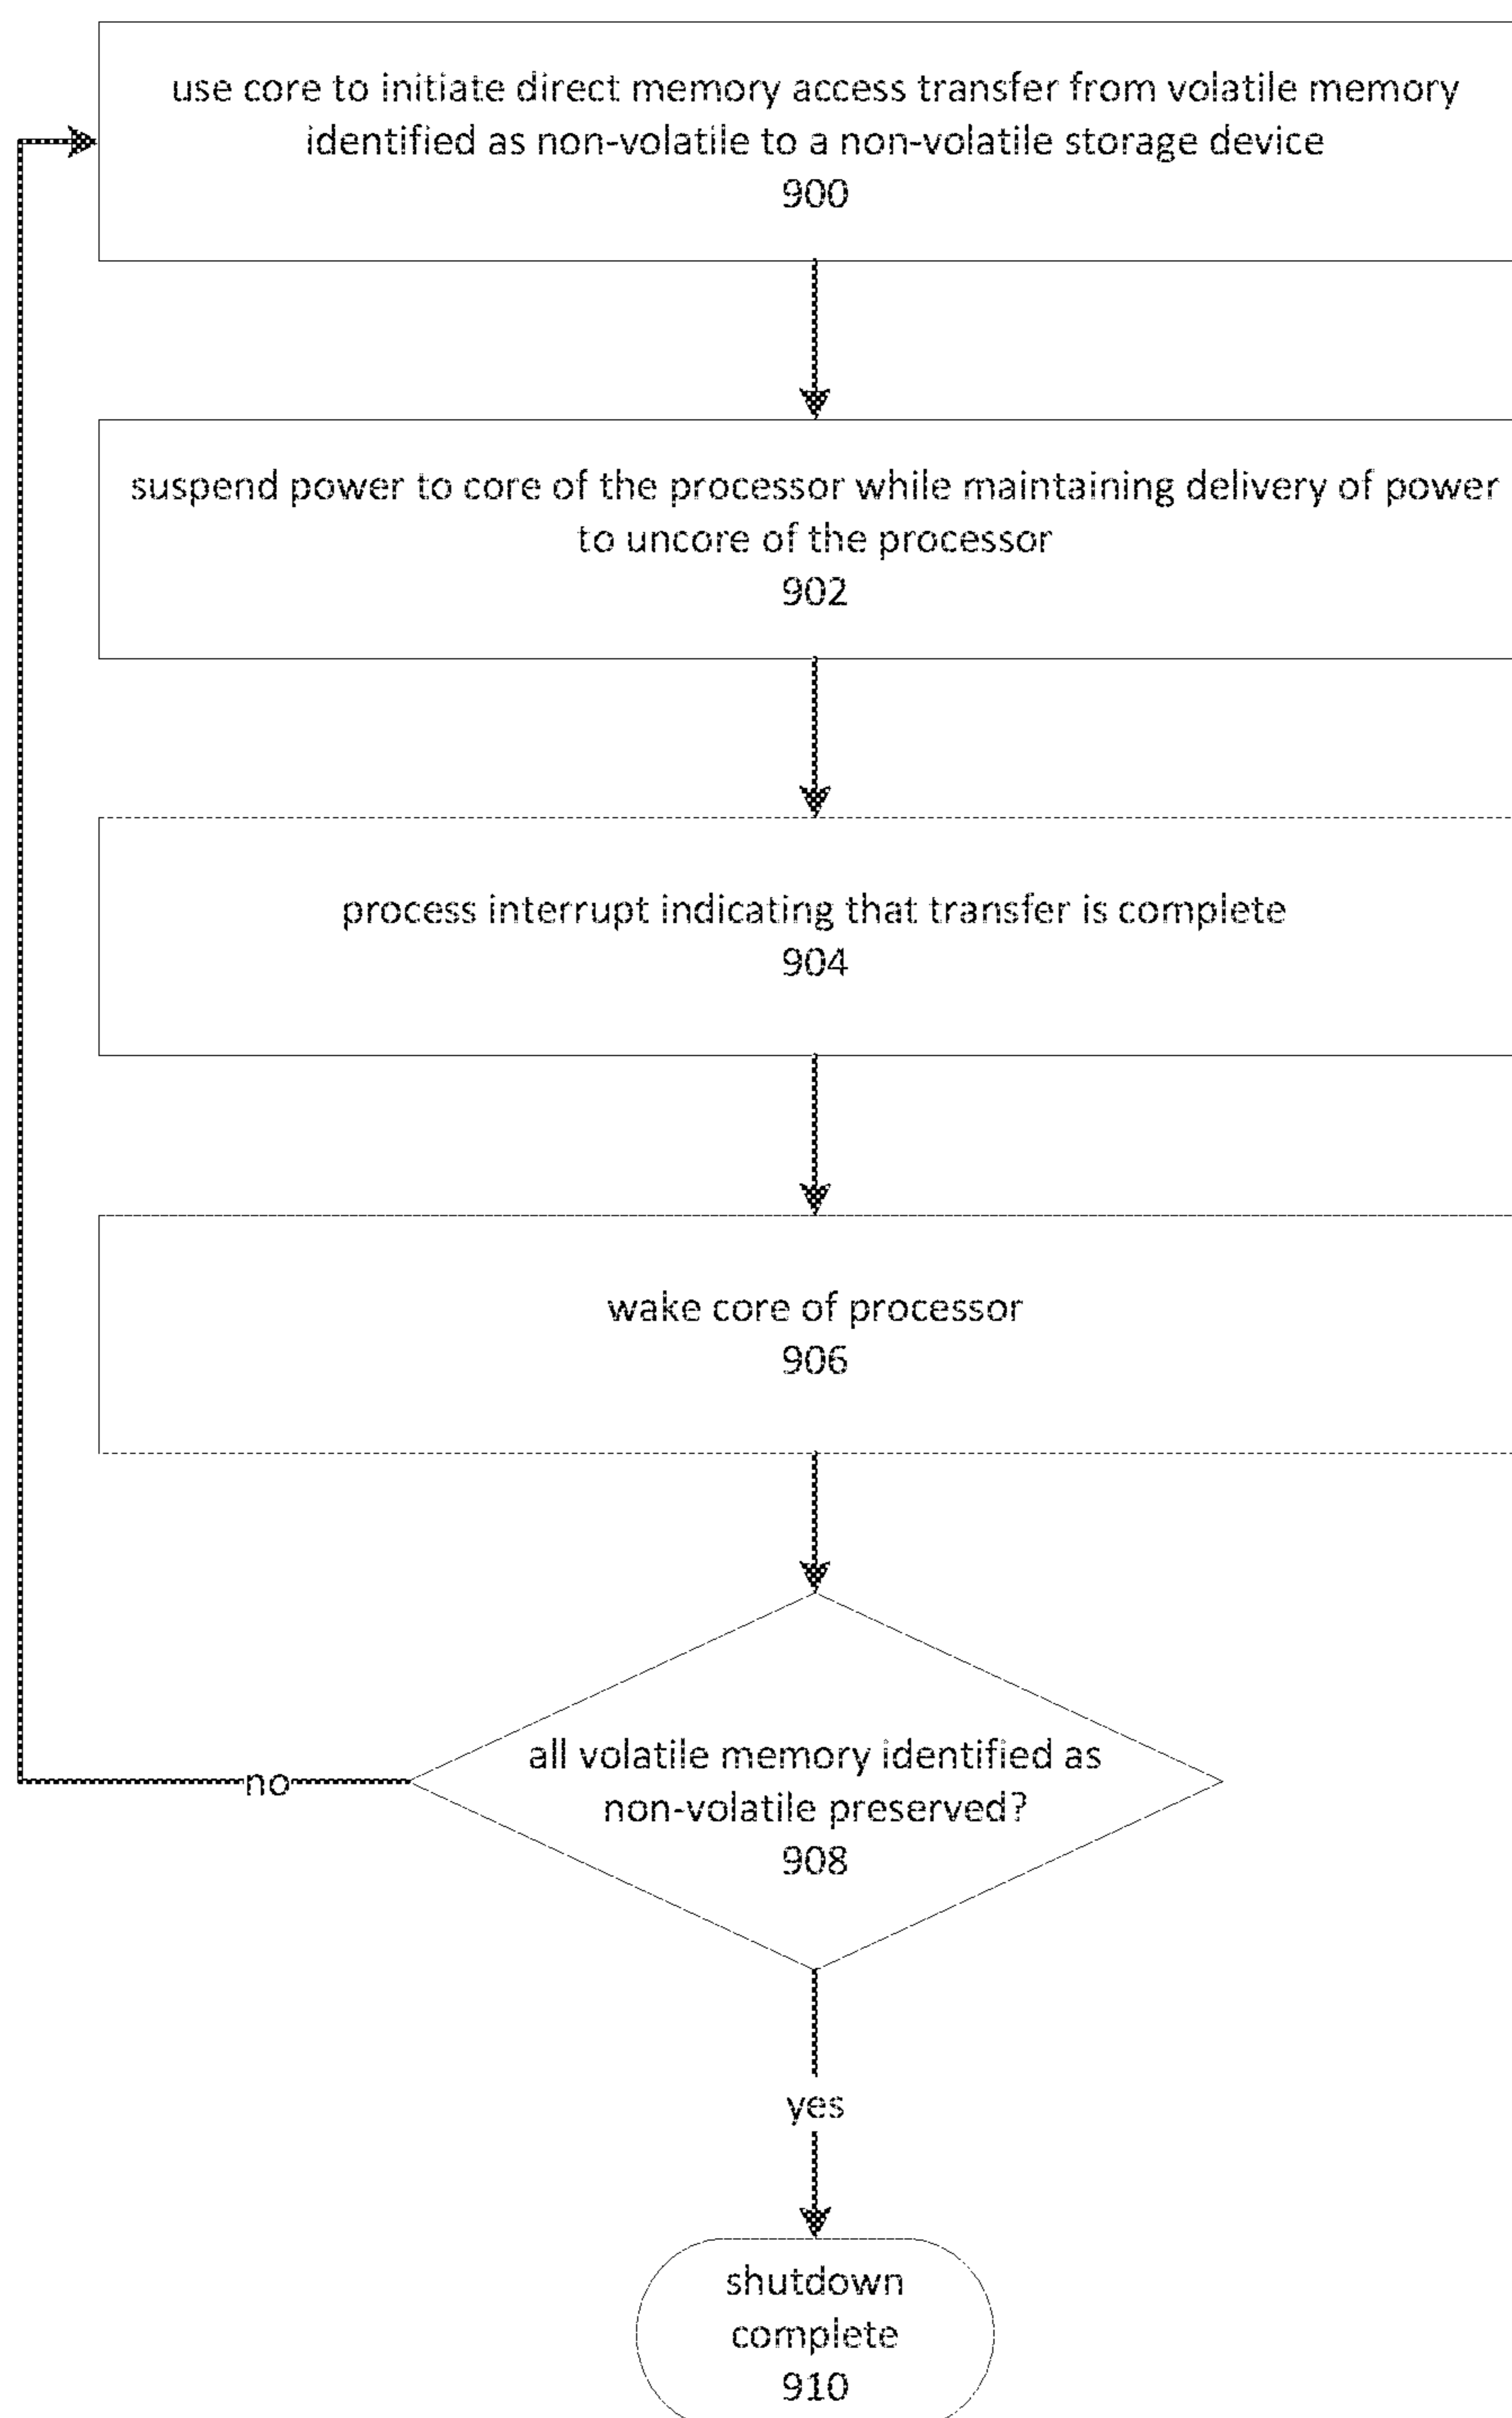 use core to initiate direct memory access transfer from volatile memory
identified as non-volatile to a non-volatile storage device
900
suspend power to core of the processor while maintaining delivery of power
to uncore of the processor
902
process interrupt indicating that transfer is complete
904
wake core of processor
906
all volatile memory identified as
non-volatile preserved?
908
no
yes
shutdown
complete
910